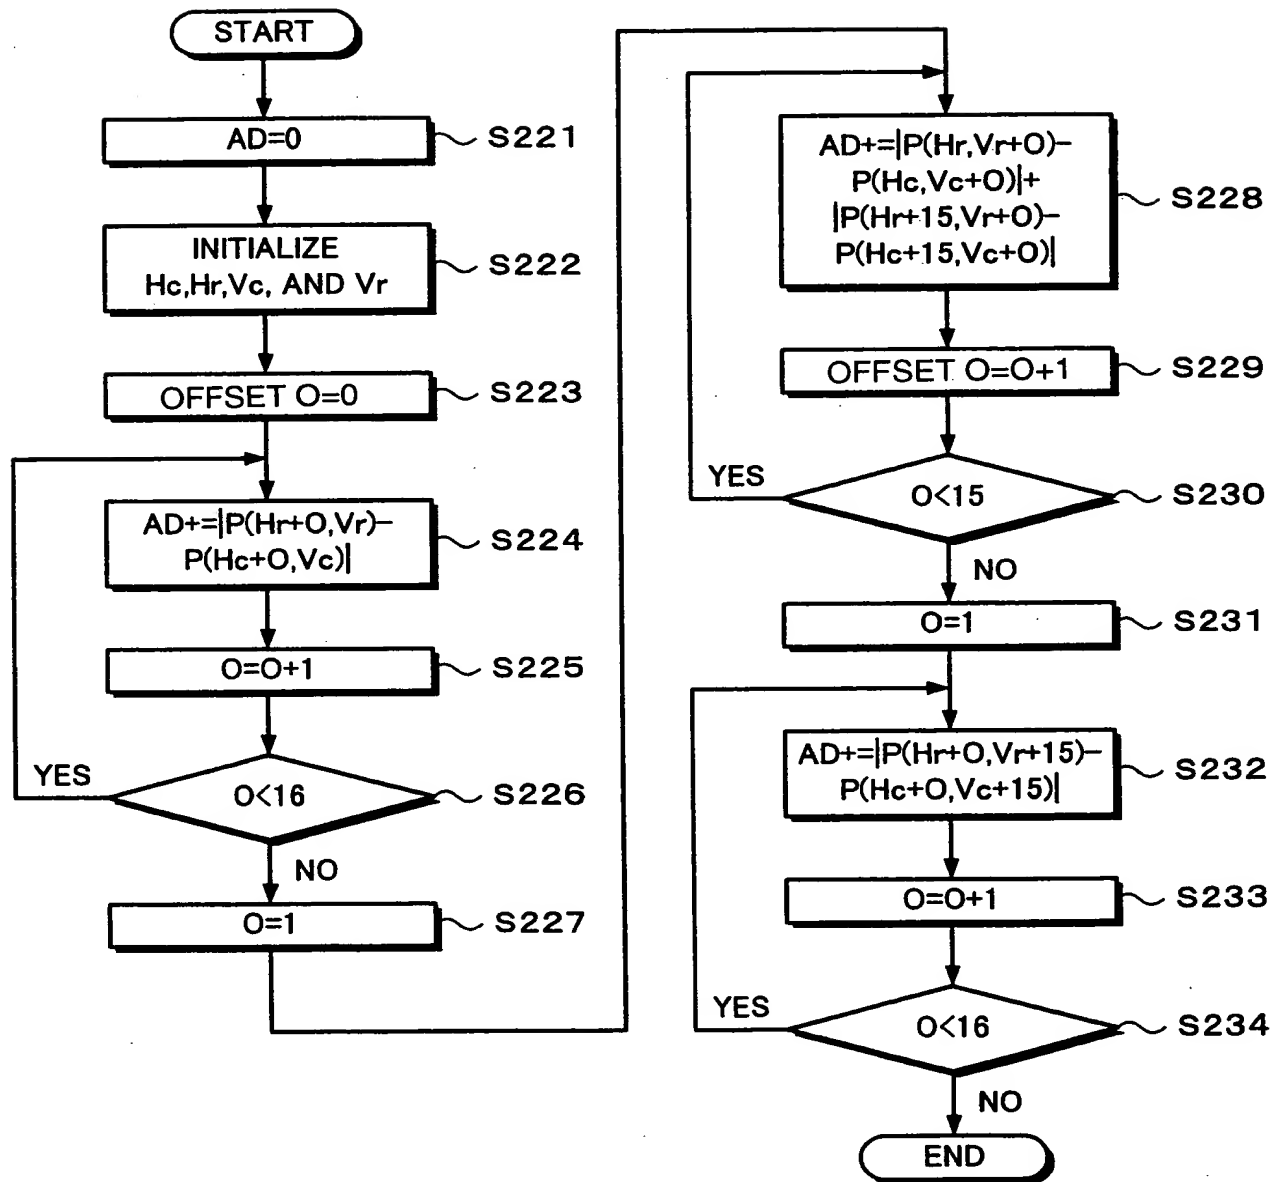 START
AD=0
S221
INITIALIZE
Hc,Hr,Vc, AND Vr
S222
OFFSET O=0
S223
AD+=|P(Hr+O,Vr)-
P(Hc+O,Vc)|
S224
O=O+1
S225
YES
O<16
S226
NO
O=1
S227
AD+=|P(Hr,Vr+O)-
P(Hc,Vc+O)|+
|P(Hr+15,Vr+O)-
P(Hc+15,Vc+O)|
S228
OFFSET O=O+1
S229
YES
O<15
S230
NO
O=1
S231
AD+=|P(Hr+O,Vr+15)-
P(Hc+O,Vc+15)|
S232
O=O+1
S233
YES
O<16
S234
NO
END